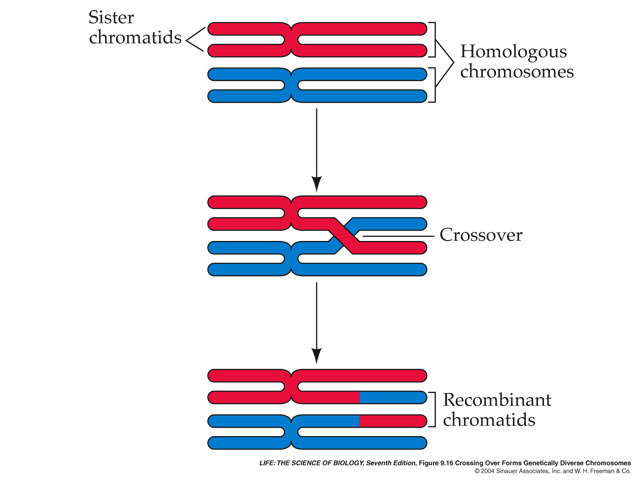 Sister
chromatids
Homologous
chromosomes
Crossover
Recombinant
chromatids
LIFE: THE SCIENCE OF BIOLOGY, Seventh Edition, Figure 9.16 Crossing Over Forms Genetically Diverse Chromosomes
© 2004 Sinauer Associates, Inc. and W. H. Freeman & Co.